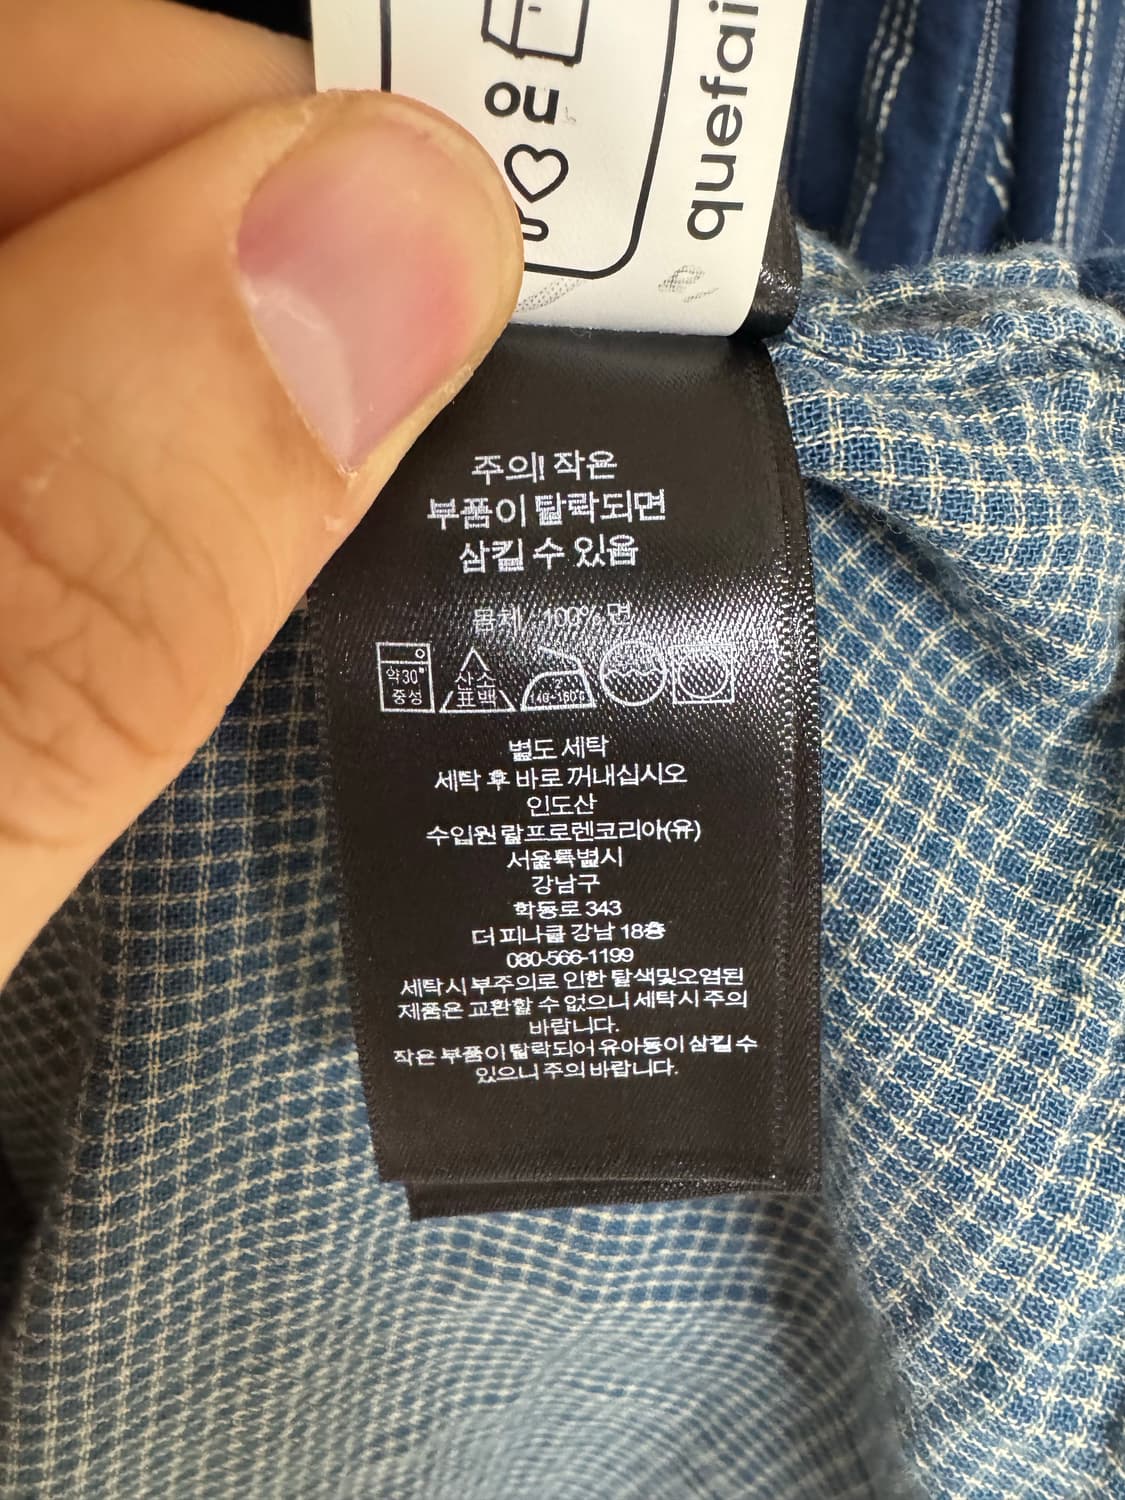 ou
quefai
주의! 작은
부품이 탈락되면
삼킬 수 있음
몸체 : 100% 면
약30°
중성
산소
표백
140~160°C
별도 세탁
세탁 후 바로 꺼내십시오
인도산
수입원 랄프로렌코리아(유)
서울특별시
강남구
학동로 343
더 피나클 강남 18층
080-566-1199
세탁시 부주의로 인한 탈색및오염된
제품은 교환할 수 없으니 세탁시 주의
바랍니다.
작은 부품이 탈락되어 유아동이 삼킬 수
있으니 주의 바랍니다.